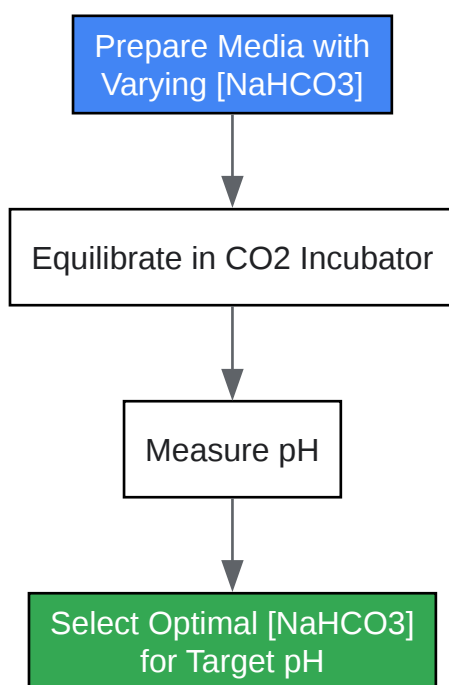 Prepare Media with
Varying [NaHCO3]
Equilibrate in CO2 Incubator
Measure pH
Select Optimal [NaHCO3]
for Target pH